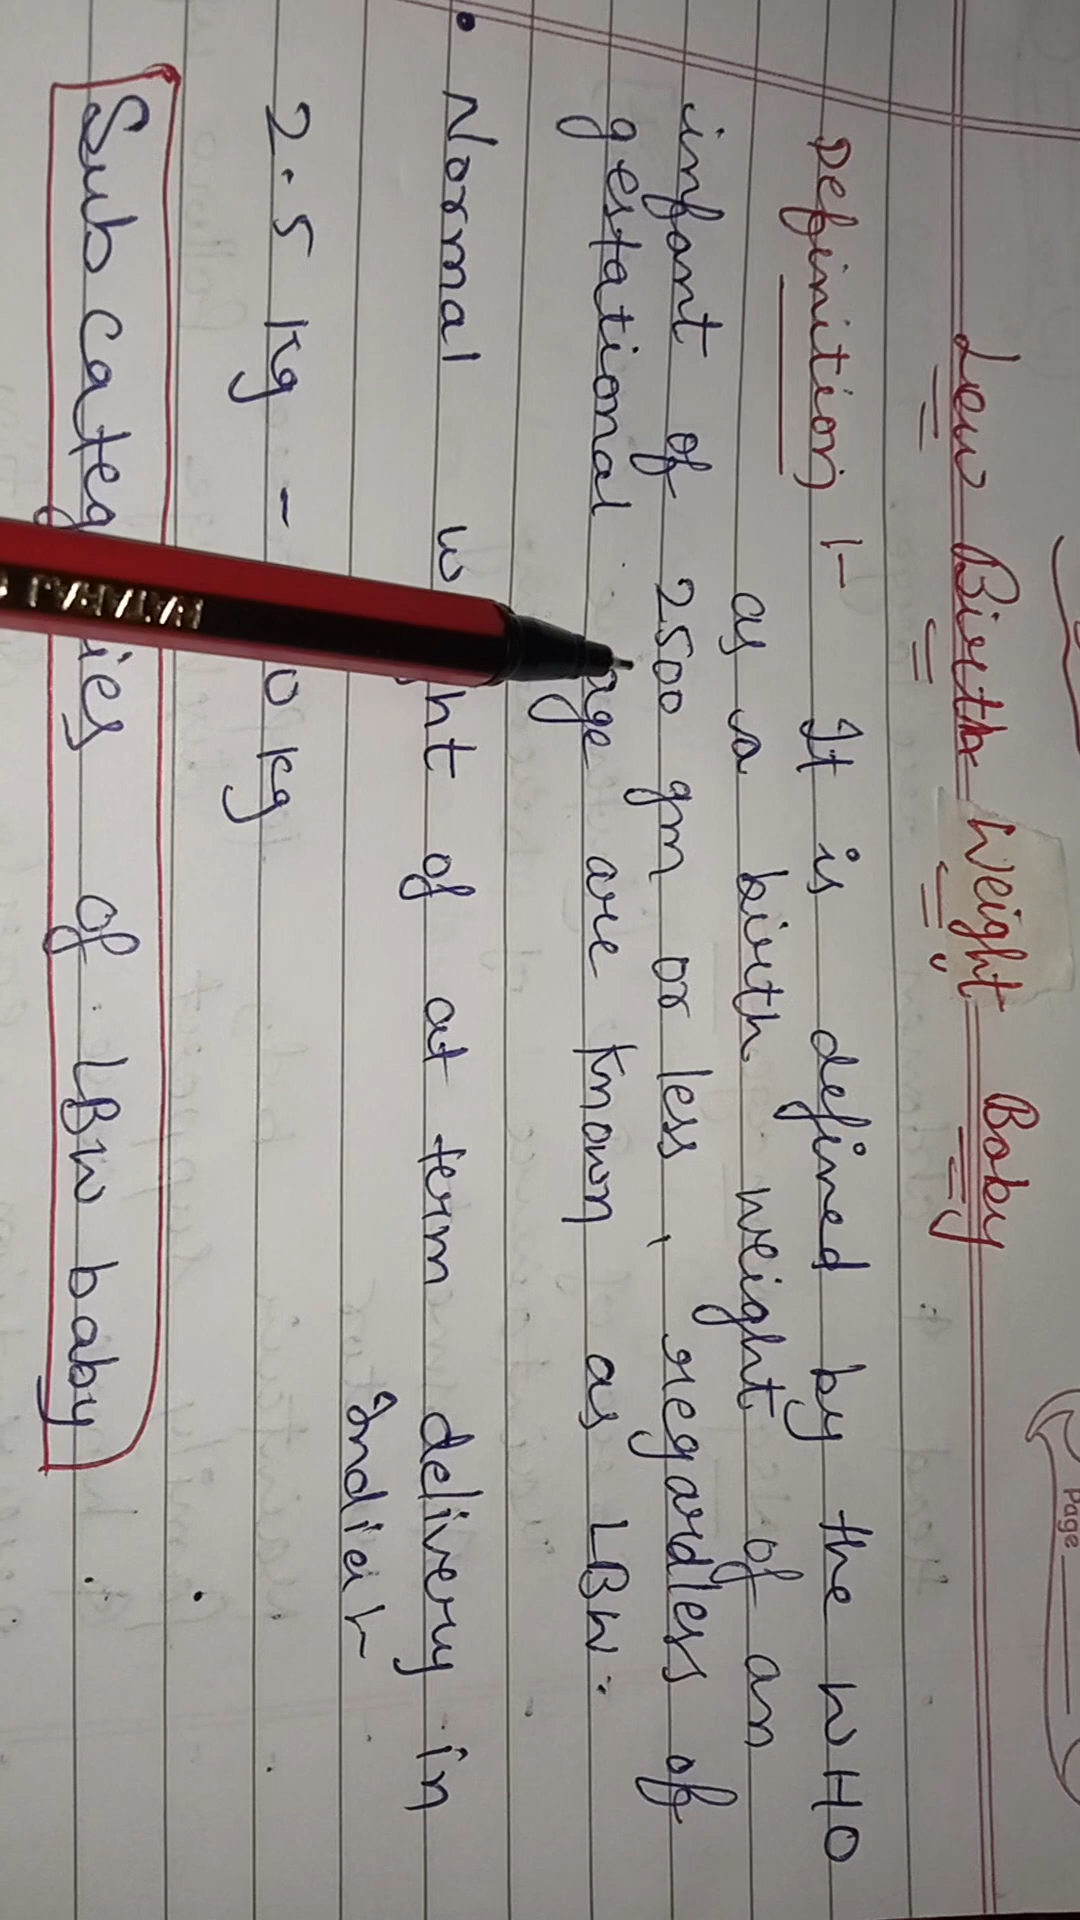 Page
Low Birth Weight Baby
Definition :- It is defined by the WHO
as a birth weight of an
infant of 2500 gm or less, regardless of
gestational age are known as LBW.
• Normal of at term delivery in
India :-
2.5 kg - kg
Sub categ ies of LBW baby
NATARAJ